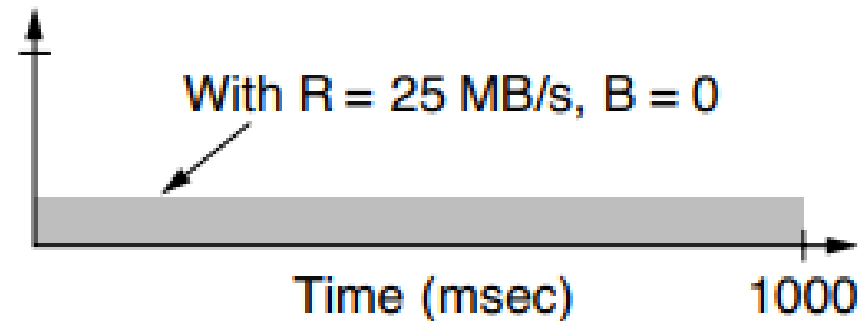 With R = 25 MB/s, B = 0
Time (msec)
1000